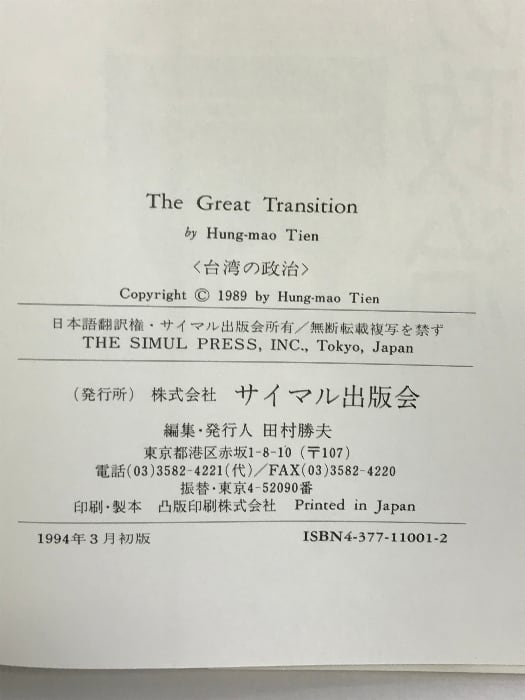 The Great Transition
by Hung-mao Tien
〈台湾の政治〉
Copyright © 1989 by Hung-mao Tien
日本語翻訳権・サイマル出版会所有／無断転載複写を禁ず
THE SIMUL PRESS, INC., Tokyo, Japan
（発行所） 株式会社 サイマル出版会
編集・発行人 田村勝夫
東京都港区赤坂1-8-10（〒107）
電話(03)3582-4221(代)／FAX(03)3582-4220
振替・東京4-52090番
印刷・製本 凸版印刷株式会社 Printed in Japan
1994年3月初版 ISBN4-377-11001-2